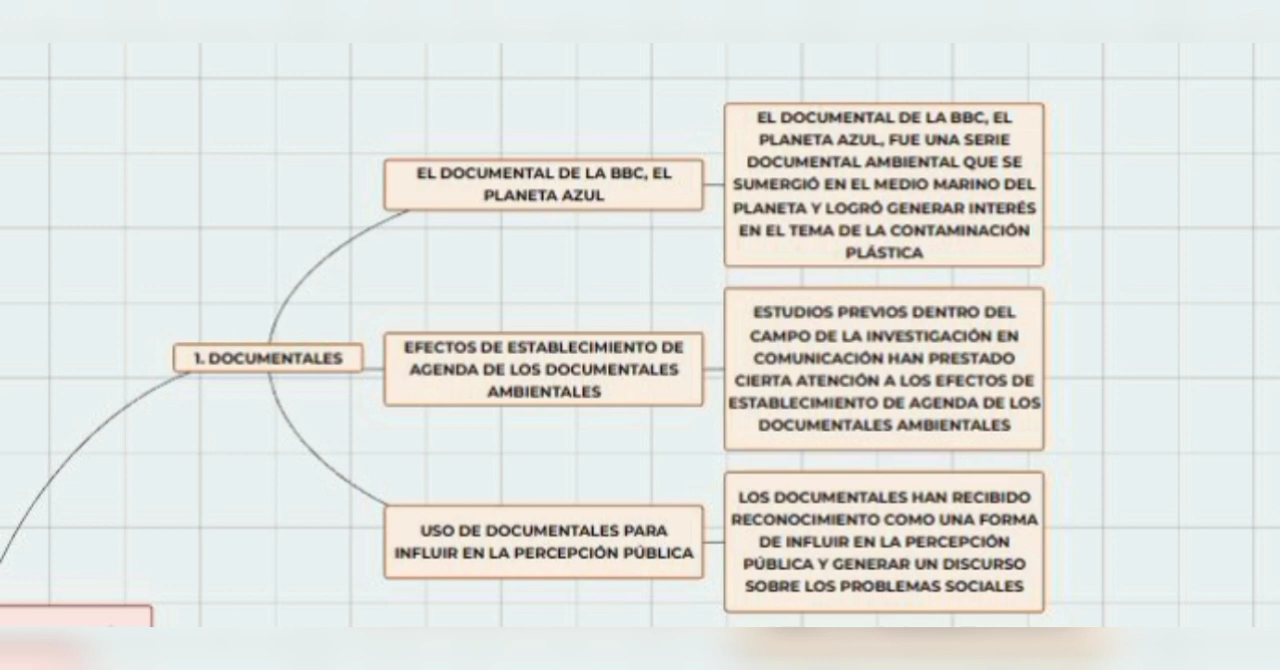 1. DOCUMENTALES
EL DOCUMENTAL DE LA BBC, EL
PLANETA AZUL
EL DOCUMENTAL DE LA BBC, EL
PLANETA AZUL, FUE UNA SERIE
DOCUMENTAL AMBIENTAL QUE SE
SUMERGIÓ EN EL MEDIO MARINO DEL
PLANETA Y LOGRÓ GENERAR INTERÉS
EN EL TEMA DE LA CONTAMINACIÓN
PLÁSTICA
EFECTOS DE ESTABLECIMIENTO DE
AGENDA DE LOS DOCUMENTALES
AMBIENTALES
ESTUDIOS PREVIOS DENTRO DEL
CAMPO DE LA INVESTIGACIÓN EN
COMUNICACIÓN HAN PRESTADO
CIERTA ATENCIÓN A LOS EFECTOS DE
ESTABLECIMIENTO DE AGENDA DE LOS
DOCUMENTALES AMBIENTALES
USO DE DOCUMENTALES PARA
INFLUIR EN LA PERCEPCIÓN PÚBLICA
LOS DOCUMENTALES HAN RECIBIDO
RECONOCIMIENTO COMO UNA FORMA
DE INFLUIR EN LA PERCEPCIÓN
PÚBLICA Y GENERAR UN DISCURSO
SOBRE LOS PROBLEMAS SOCIALES